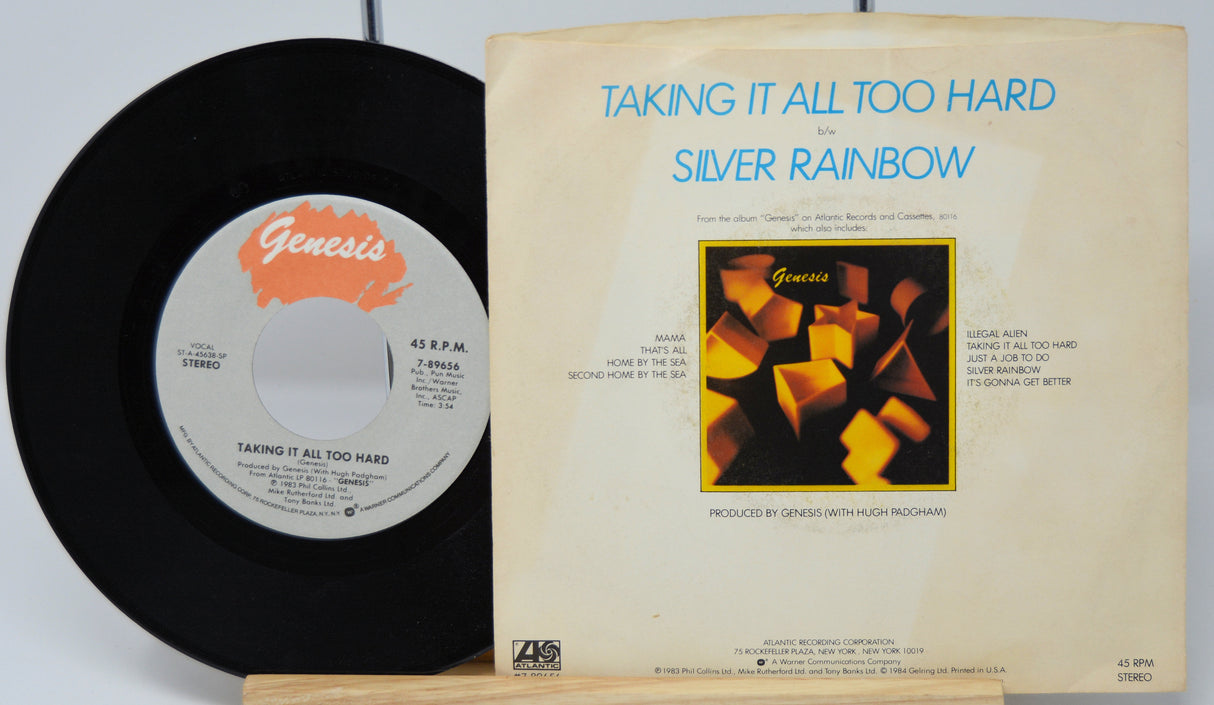 Genesis
VOCAL
ST-A-45638-SP
STEREO
45 R.P.M.
7-89656
Pub., Pun Music
Inc./Warner
Brothers Music,
Inc., ASCAP
Time: 3:54
TAKING IT ALL TOO HARD
(Genesis)
Produced by Genesis (With Hugh Padgham)
From Atlantic LP 80116 - "GENESIS"
℗ 1983 Phil Collins Ltd.,
Mike Rutherford Ltd. and
Tony Banks Ltd.
MFG. BY ATLANTIC RECORDING CORP., 75 ROCKEFELLER PLAZA, N.Y., N.Y. A WARNER COMMUNICATIONS COMPANY
TAKING IT ALL TOO HARD
b/w
SILVER RAINBOW
From the album "Genesis" on Atlantic Records and Cassettes, 80116
which also includes:
Genesis
MAMA
THAT'S ALL
HOME BY THE SEA
SECOND HOME BY THE SEA
ILLEGAL ALIEN
TAKING IT ALL TOO HARD
JUST A JOB TO DO
SILVER RAINBOW
IT'S GONNA GET BETTER
PRODUCED BY GENESIS (WITH HUGH PADGHAM)
ATLANTIC
#7-89656
ATLANTIC RECORDING CORPORATION
75 ROCKEFELLER PLAZA, NEW YORK, NEW YORK 10019
A Warner Communications Company
℗ 1983 Phil Collins Ltd., Mike Rutherford Ltd. and Tony Banks Ltd. © 1984 Gelring Ltd. Printed in U.S.A.
45 RPM
STEREO